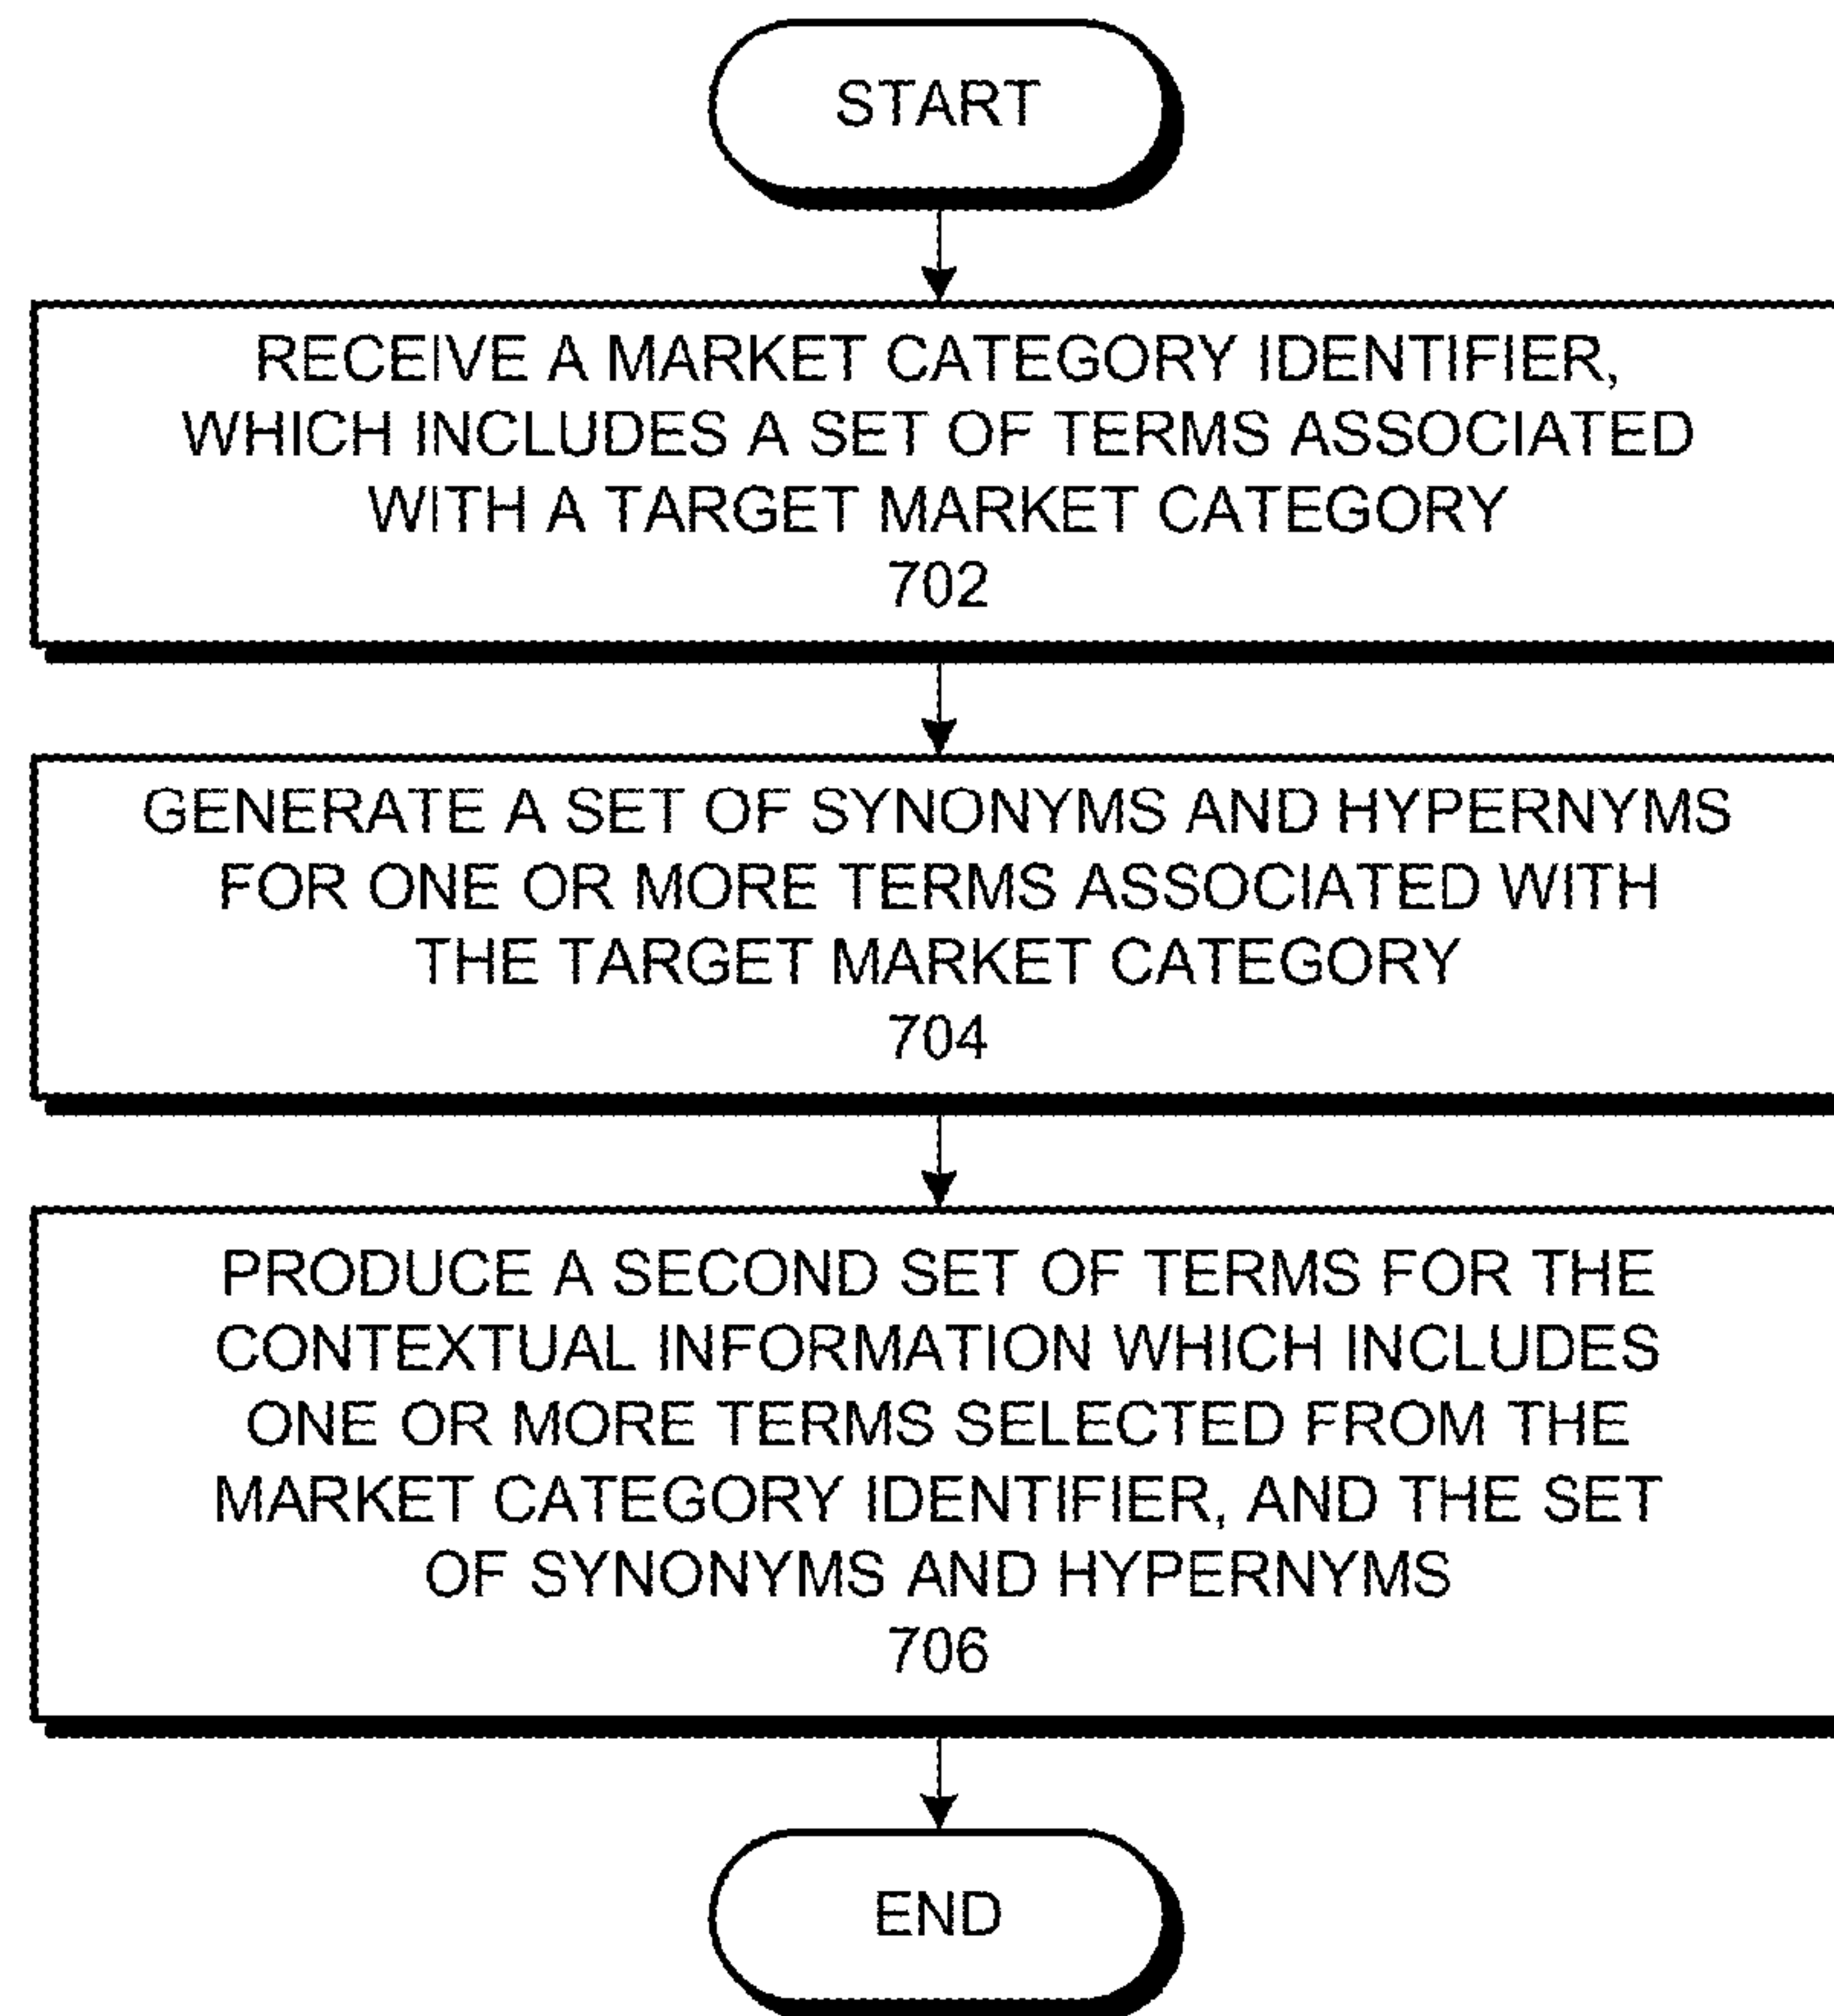 START
RECEIVE A MARKET CATEGORY IDENTIFIER,
WHICH INCLUDES A SET OF TERMS ASSOCIATED
WITH A TARGET MARKET CATEGORY
702
GENERATE A SET OF SYNONYMS AND HYPERNYMS
FOR ONE OR MORE TERMS ASSOCIATED WITH
THE TARGET MARKET CATEGORY
704
PRODUCE A SECOND SET OF TERMS FOR THE
CONTEXTUAL INFORMATION WHICH INCLUDES
ONE OR MORE TERMS SELECTED FROM THE
MARKET CATEGORY IDENTIFIER, AND THE SET
OF SYNONYMS AND HYPERNYMS
706
END